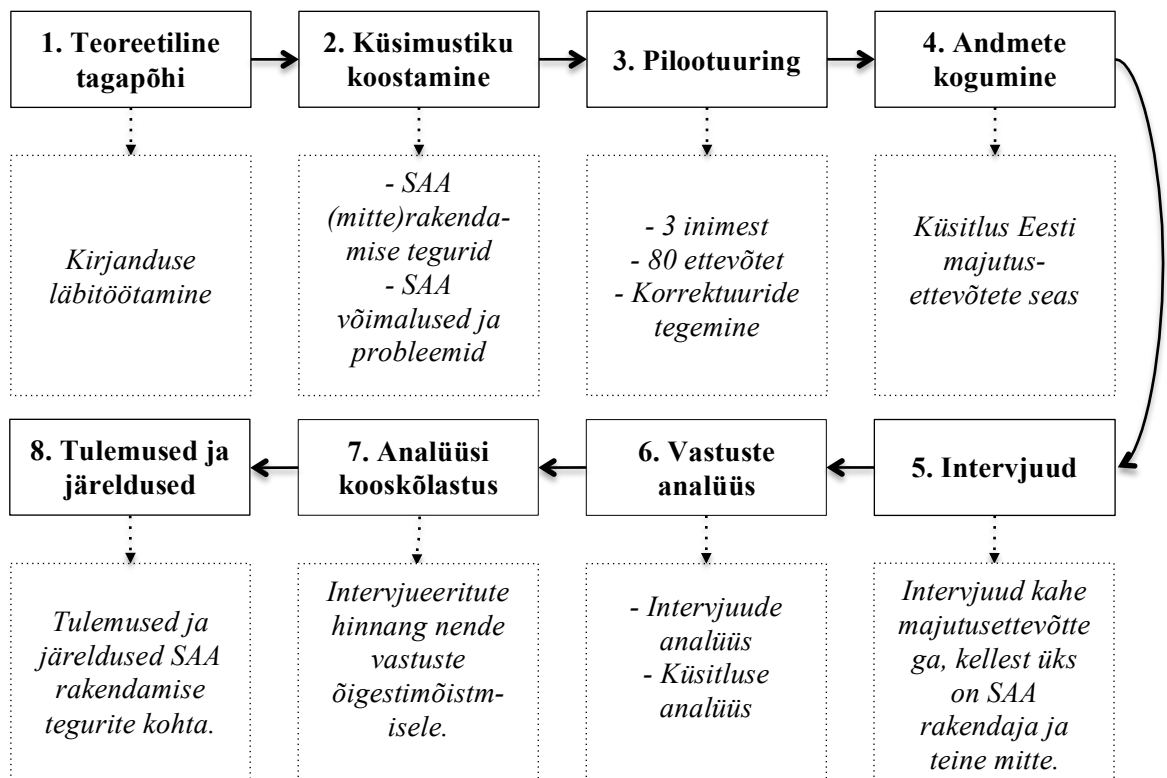 1. Teoreetiline
tagapõhi
2. Küsimustiku
koostamine
3. Pilootuuring
4. Andmete
kogumine
Kirjanduse
läbitöötamine
- SAA
(mitte)rakenda-
mise tegurid
- SAA
võimalused ja
probleemid
- 3 inimest
- 80 ettevõtet
- Korrektuuride
tegemine
Küsitlus Eesti
majutus-
ettevõtete seas
8. Tulemused ja
järeldused
7. Analüüsi
kooskõlastus
6. Vastuste
analüüs
5. Intervjuud
Tulemused ja
järeldused SAA
rakendamise
tegurite kohta.
Intervjueeritute
hinnang nende
vastuste
õigestimõistm-
isele.
- Intervjuude
analüüs
- Küsitluse
analüüs
Intervjuud kahe
majutusettevõtte
ga, kellest üks
on SAA
rakendaja ja
teine mitte.